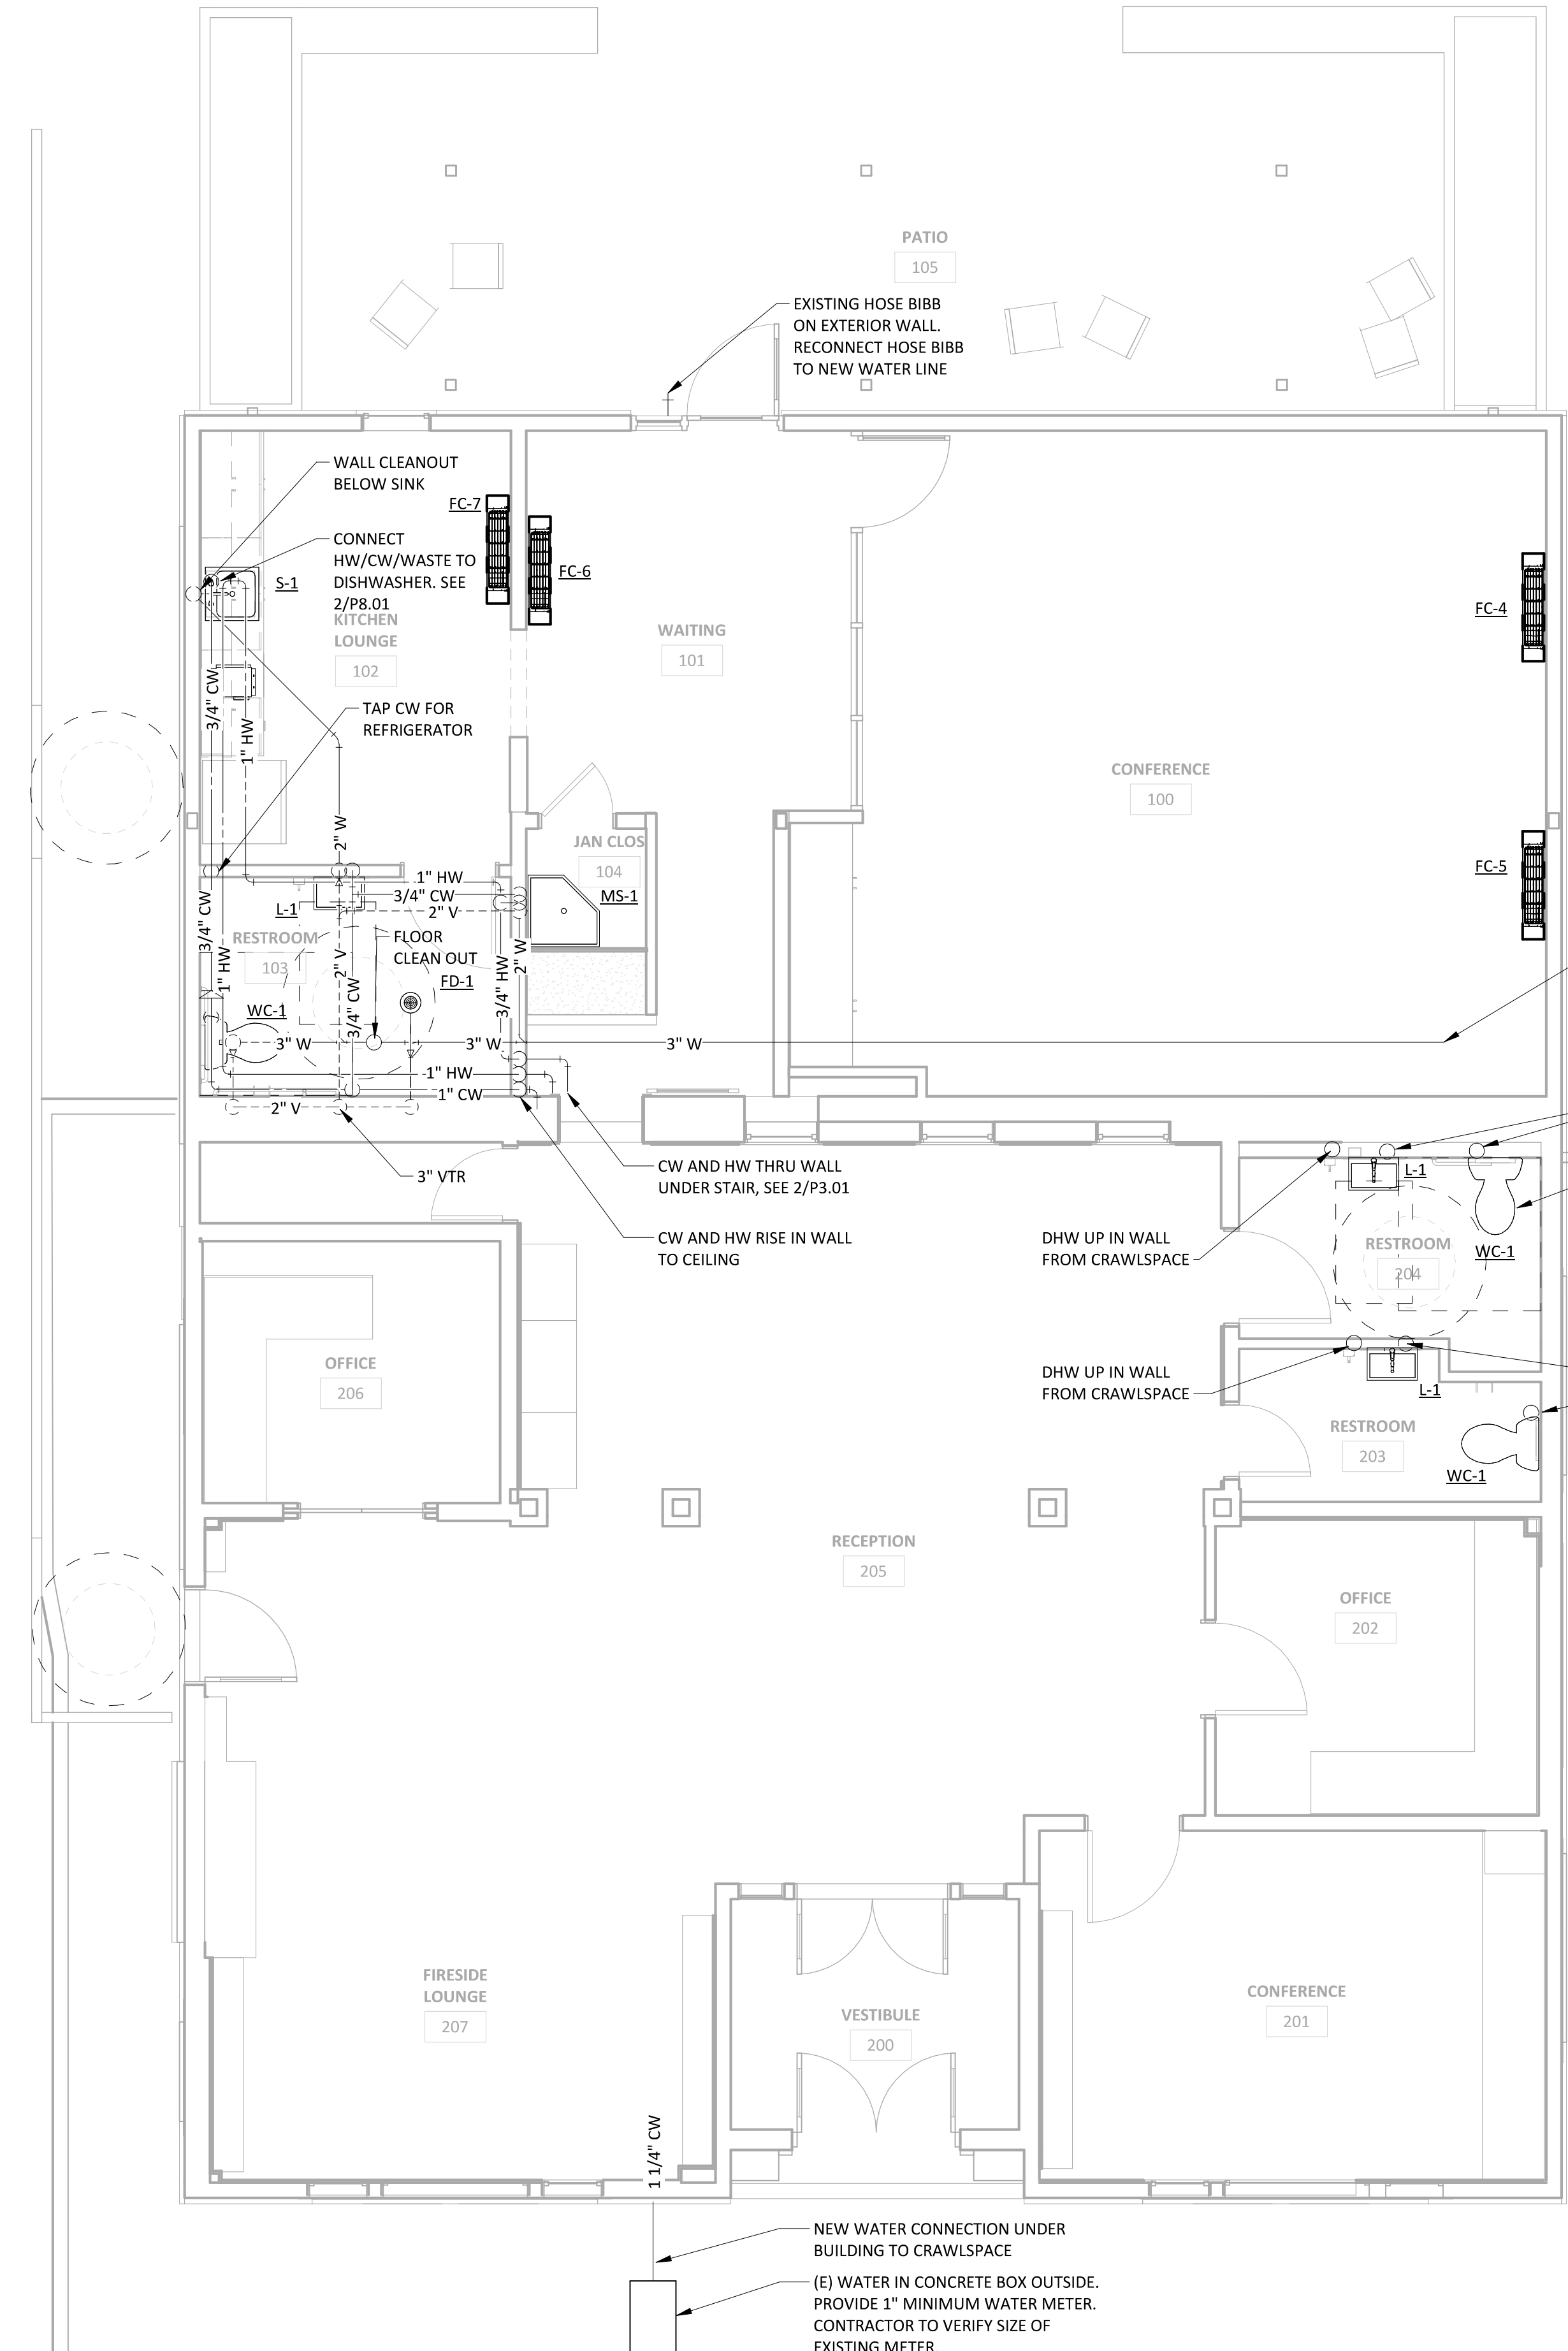 PATIO
105
EXISTING HOSE BIBB
ON EXTERIOR WALL.
RECONNECT HOSE BIBB
TO NEW WATER LINE
WALL CLEANOUT
BELOW SINK
FC-7
CONNECT
HW/CW/WASTE TO
DISHWASHER. SEE
2/P8.01
S-1
FC-6
FC-4
KITCHEN
LOUNGE
102
WAITING
101
3/4" CW
1" HW
TAP CW FOR
REFRIGERATOR
CONFERENCE
100
2" W
JAN CLOS
104
MS-1
FC-5
1" HW
3/4" CW
2" V
L-1
3/4" CW
RESTROOM
103
FLOOR
CLEAN OUT
FD-1
2" V
2" W
1" HW
3/4" HW
3/4" CW
WC-1
3" W
3" W
3" W
1" HW
1" CW
2" V
3" VTR
CW AND HW THRU WALL
UNDER STAIR, SEE 2/P3.01
CW AND HW RISE IN WALL
TO CEILING
DHW UP IN WALL
FROM CRAWLSPACE
L-1
RESTROOM
204
WC-1
OFFICE
206
DHW UP IN WALL
FROM CRAWLSPACE
L-1
RESTROOM
203
WC-1
RECEPTION
205
OFFICE
202
FIRESIDE
LOUNGE
207
VESTIBULE
200
CONFERENCE
201
1 1/4" CW
NEW WATER CONNECTION UNDER
BUILDING TO CRAWLSPACE
(E) WATER IN CONCRETE BOX OUTSIDE.
PROVIDE 1" MINIMUM WATER METER.
CONTRACTOR TO VERIFY SIZE OF
EXISTING METER